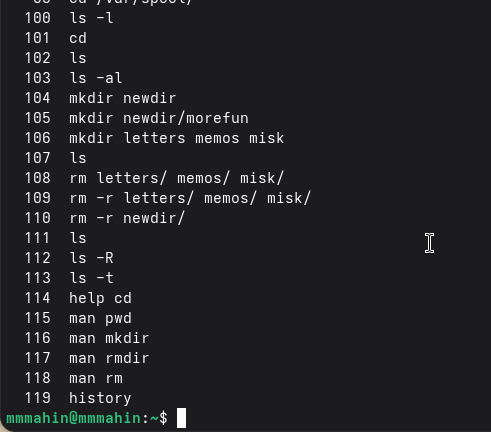 cd /var/spool/
100 ls -l
101 cd
102 ls
103 ls -al
104 mkdir newdir
105 mkdir newdir/morefun
106 mkdir letters memos misk
107 ls
108 rm letters/ memos/ misk/
109 rm -r letters/ memos/ misk/
110 rm -r newdir/
111 ls
112 ls -R
113 ls -t
114 help cd
115 man pwd
116 man mkdir
117 man rmdir
118 man rm
119 history
mmmahin@mmmahin:~$